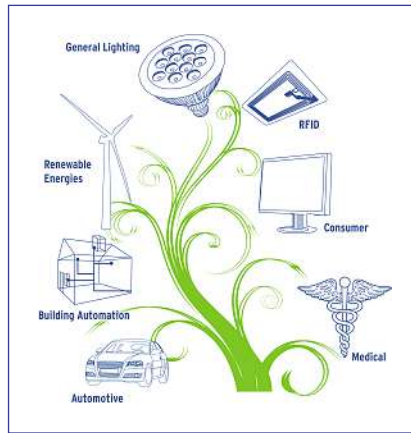 General Lighting
RFID
Renewable
Energies
Consumer
Building Automation
Medical
Automotive